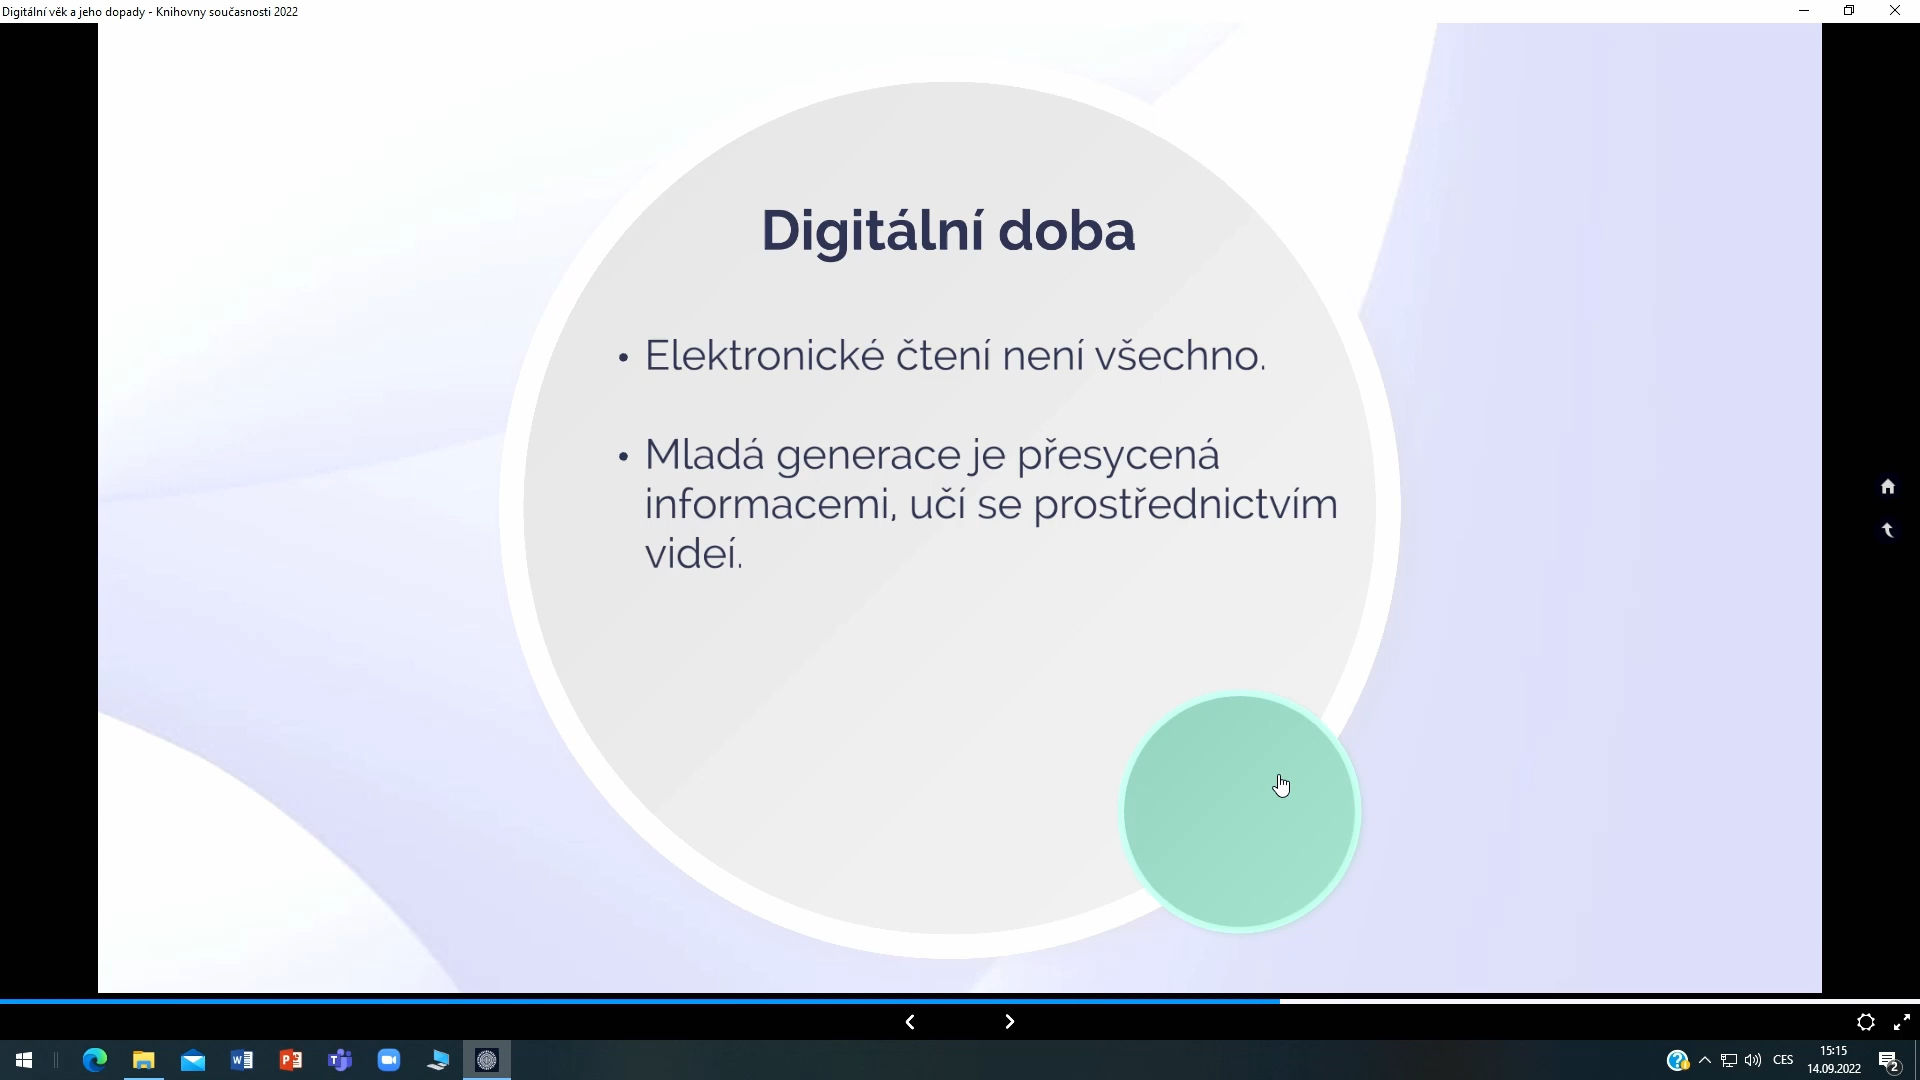 Digitální věk a jeho dopady - Knihovny současnosti 2022
Digitální doba
• Elektronické čtení není všechno.
• Mladá generace je přesycená
informacemi, učí se prostřednictvím
videí.
CES
15:15
14.09.2022
2